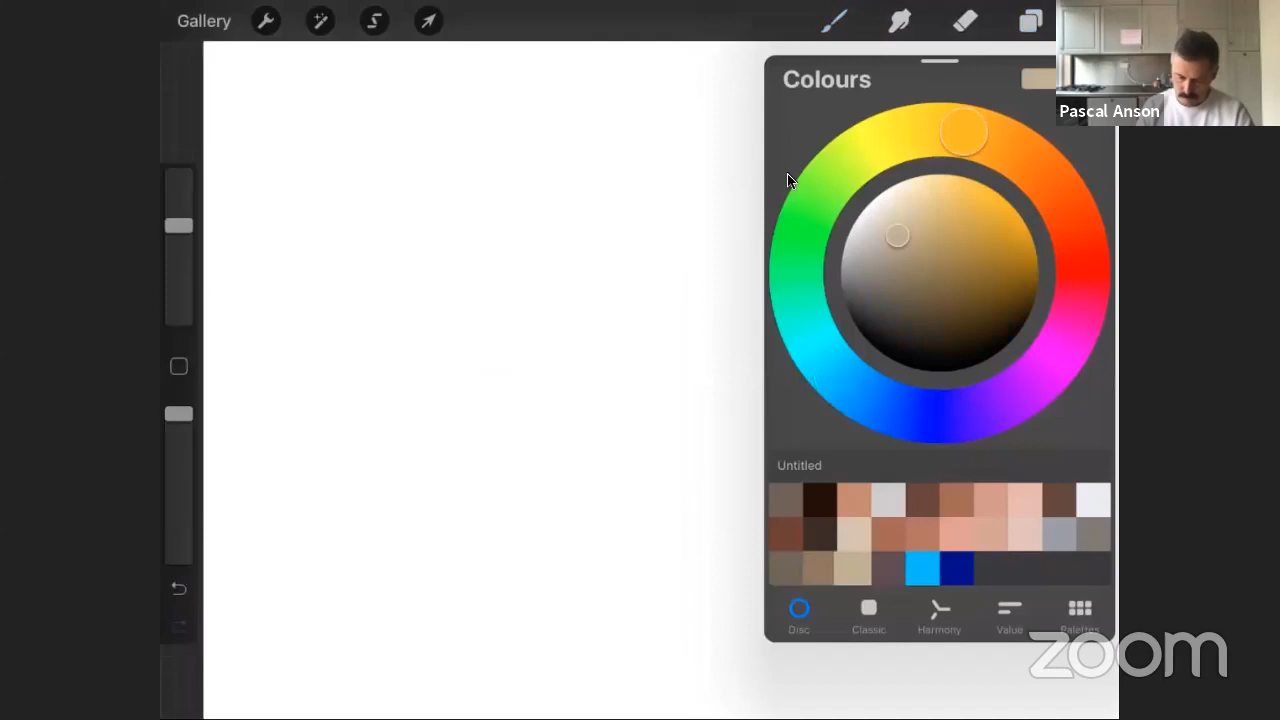 Gallery
Colours
Pascal Anson
Untitled
Disc
Classic
Harmony
Value
Palettes
zoom